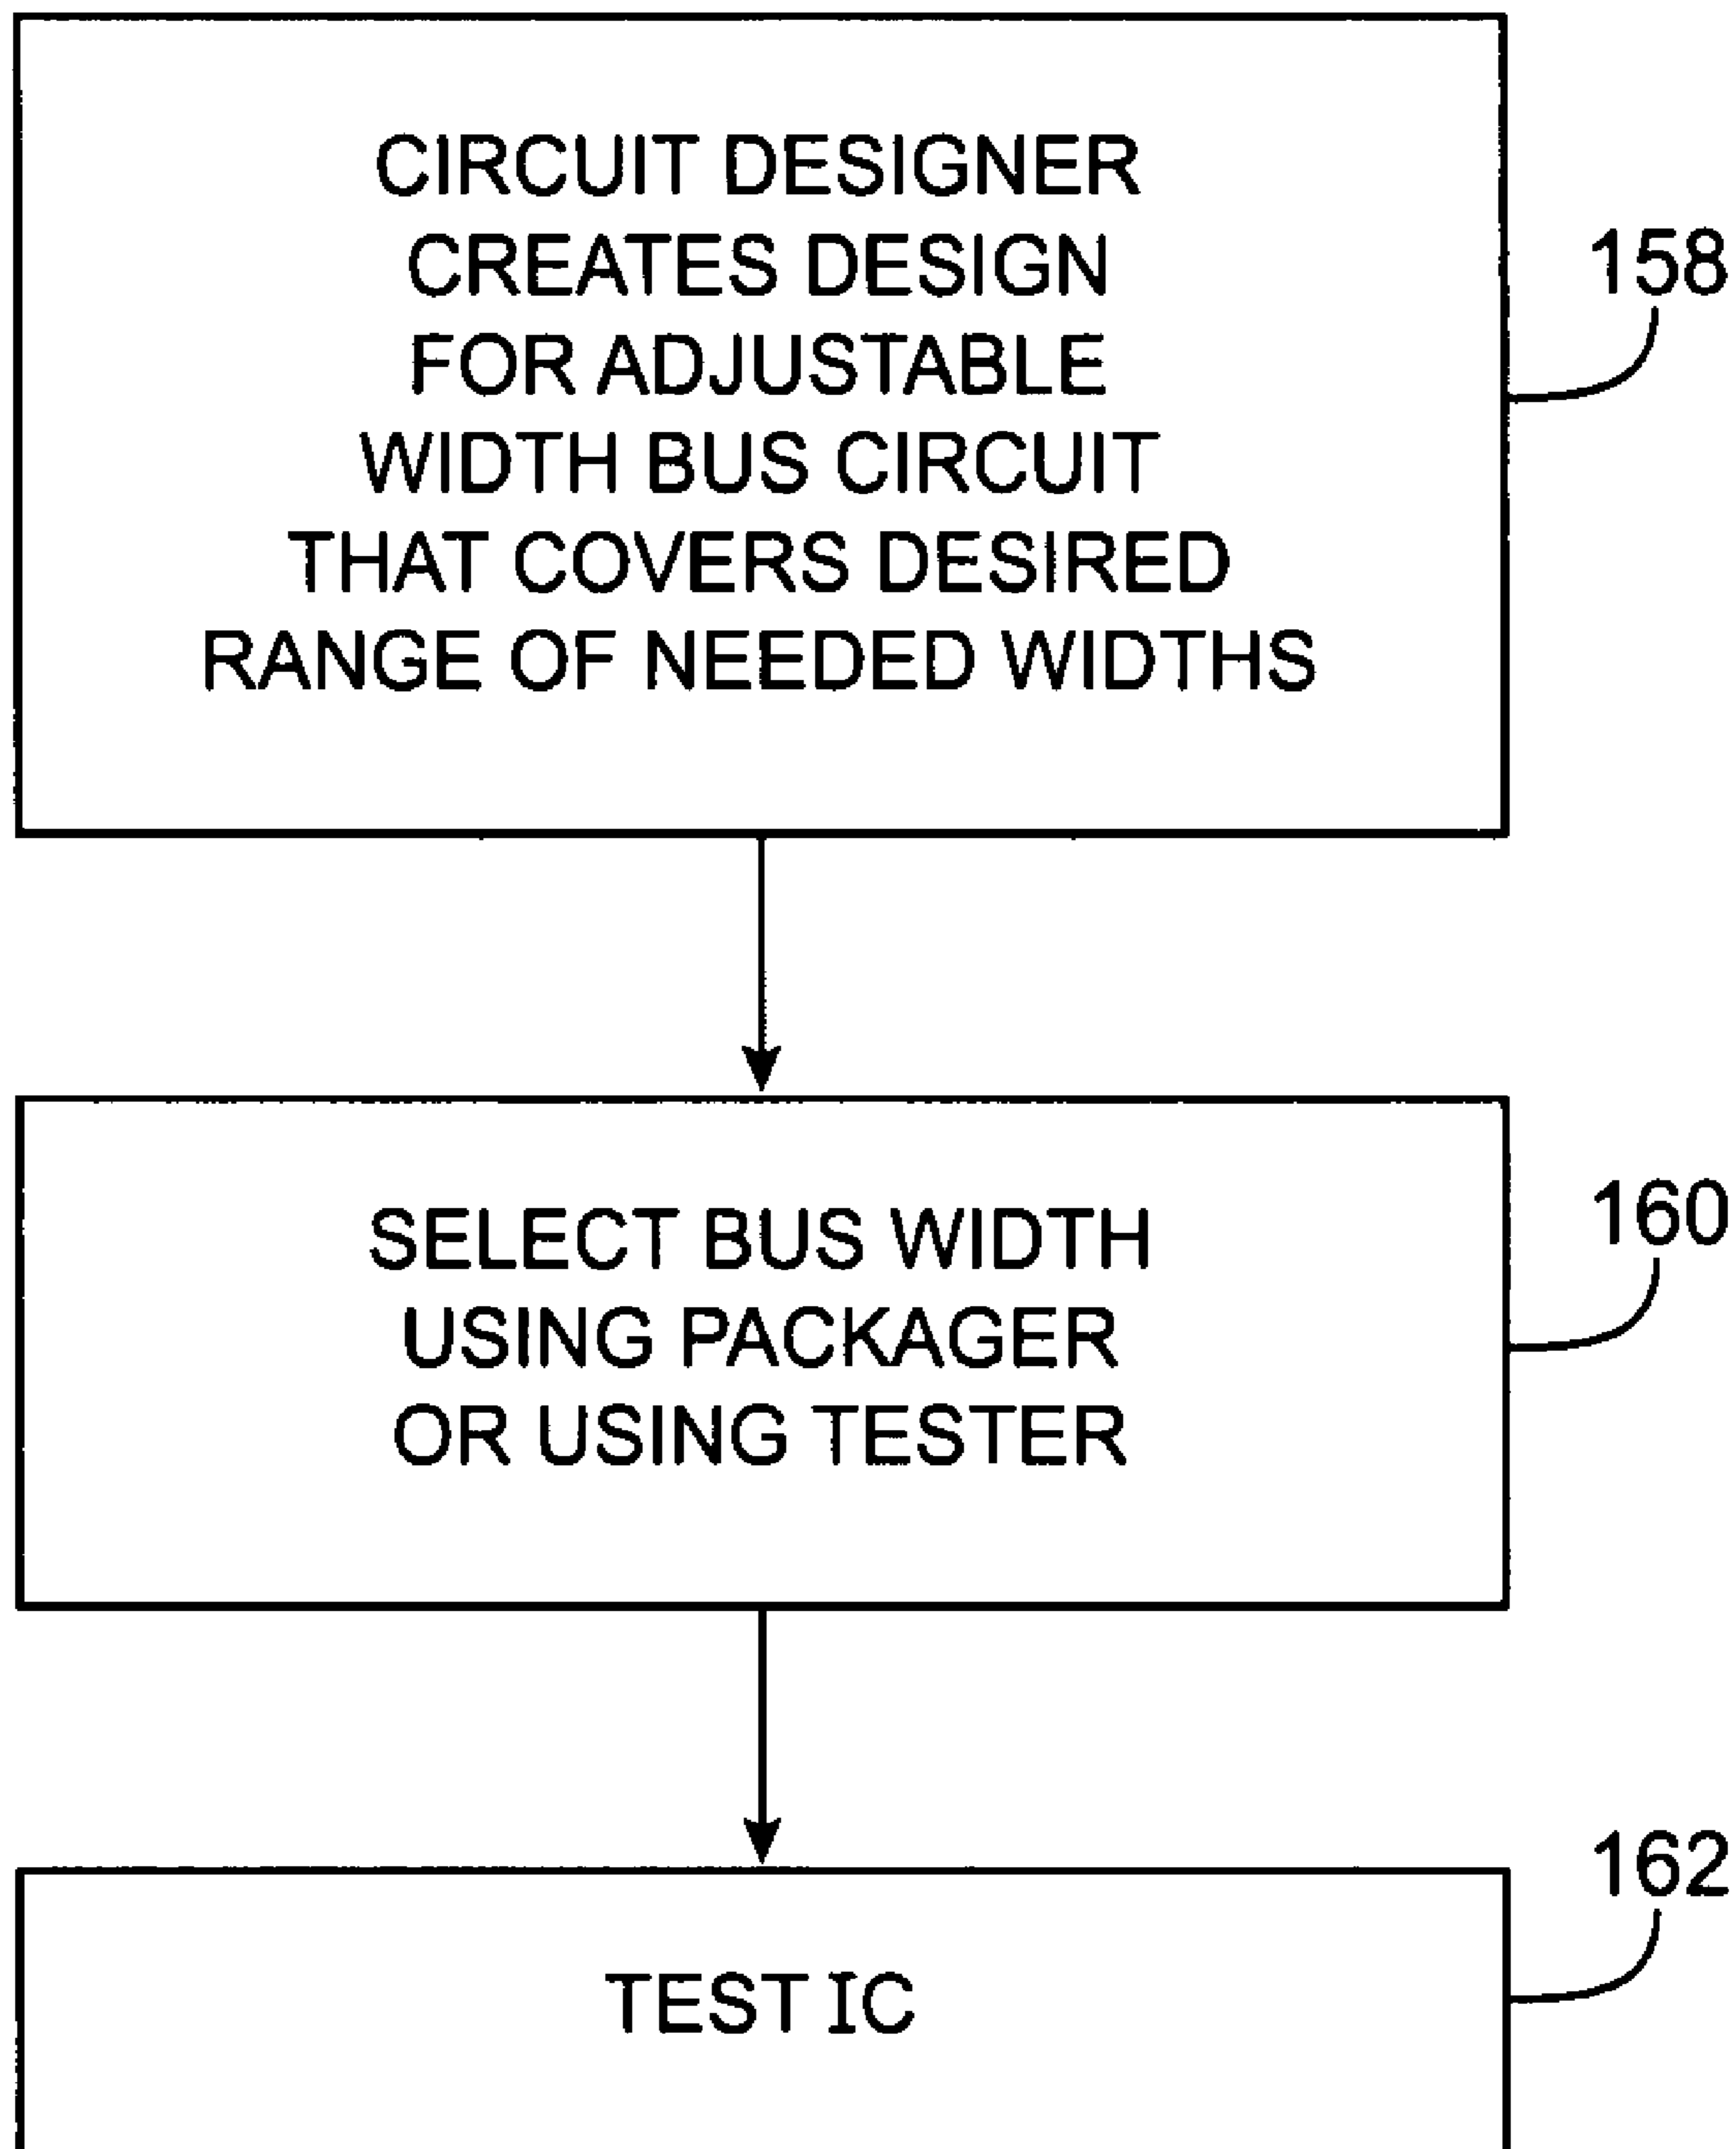 CIRCUIT DESIGNER
CREATES DESIGN
FOR ADJUSTABLE
WIDTH BUS CIRCUIT
THAT COVERS DESIRED
RANGE OF NEEDED WIDTHS
158
SELECT BUS WIDTH
USING PACKAGER
OR USING TESTER
160
TEST IC
162